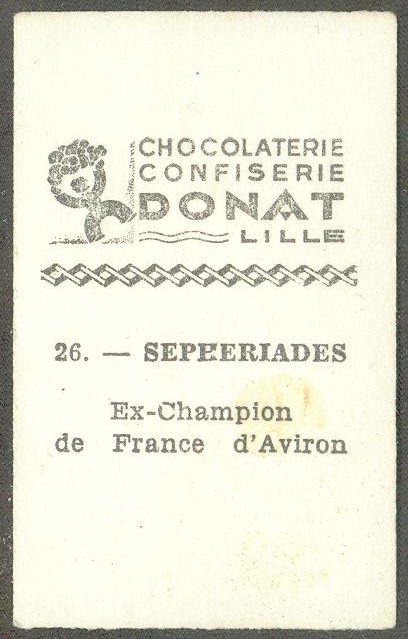 CHOCOLATERIE
CONFISERIE
DONAT
LILLE
26. — SEPHERIADES
Ex-Champion
de France d'Aviron